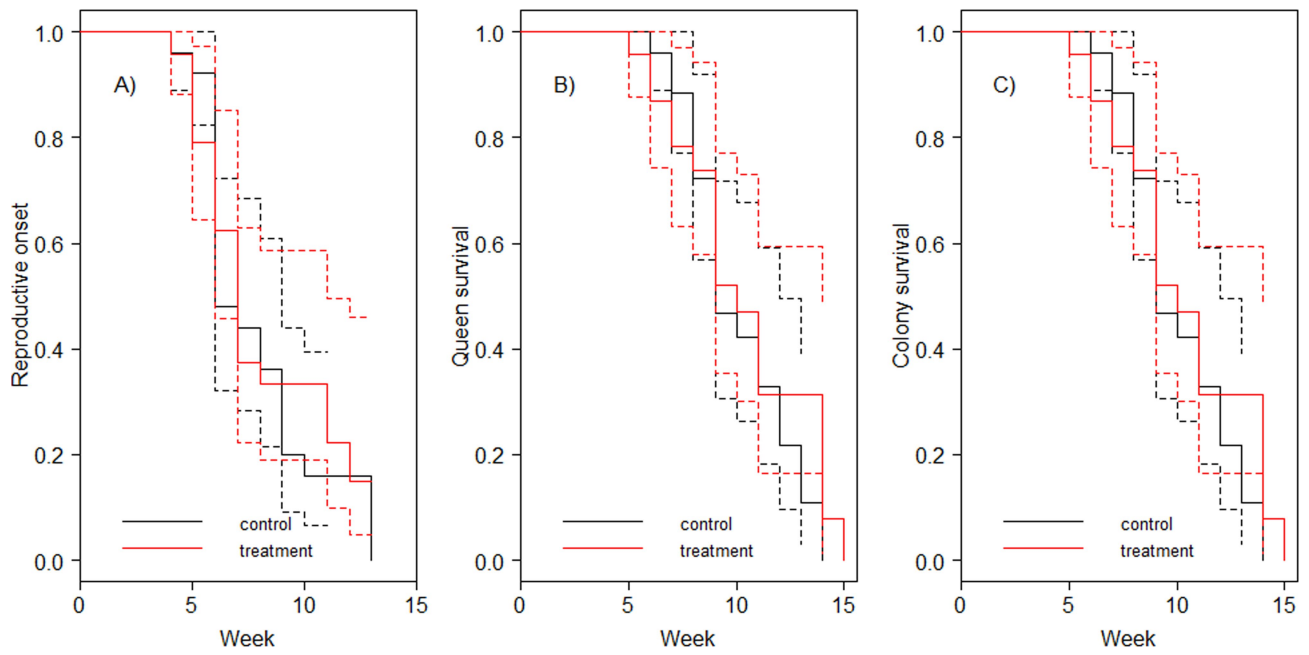 A)
Reproductive onset
1.0
0.8
0.6
0.4
0.2
0.0
control
treatment
0 5 10 15
Week
B)
Queen survival
1.0
0.8
0.6
0.4
0.2
0.0
control
treatment
0 5 10 15
Week
C)
Colony survival
1.0
0.8
0.6
0.4
0.2
0.0
control
treatment
0 5 10 15
Week